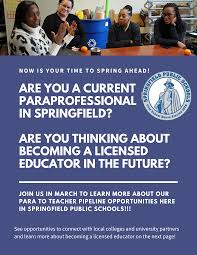 NOW IS YOUR TIME TO SPRING AHEAD!
ARE YOU A CURRENT
PARAPROFESSIONAL
IN SPRINGFIELD?
SPRINGFIELD PUBLIC SCHOOLS
ARE YOU THINKING ABOUT
BECOMING A LICENSED
EDUCATOR IN THE FUTURE?
JOIN US IN MARCH TO LEARN MORE ABOUT OUR
PARA TO TEACHER PIPELINE OPPORTUNITIES HERE
IN SPRINGFIELD PUBLIC SCHOOLS!!!
See opportunities to connect with local colleges and university partners
and learn more about becoming a licensed educator on the next page!